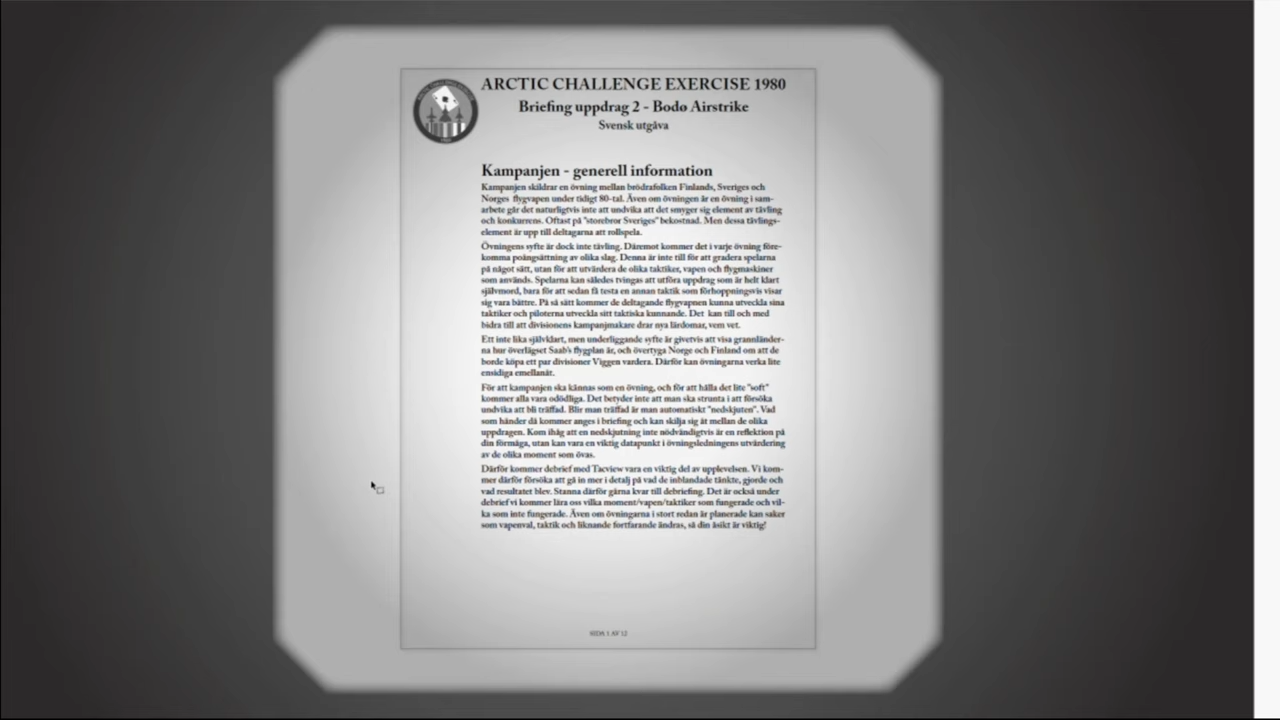 ARCTIC CHALLENGE EXERCISE 1980
Briefing uppdrag 2 - Bodø Airstrike
Svensk utgåva
Kampanjen - generell information
Kampanjen skildrar en övning mellan brödrafolken Finlands, Sveriges och
Norges flygvapen under tidigt 80-tal. Även om övningen är en övning i sam-
arbete går det naturligtvis inte att undvika att det smyger sig element av tävling
och konkurrens. Oftast på "storebror Sveriges" bekostnad. Men dessa tävlings-
element är upp till deltagarna att rollspela.
Övningens syfte är dock inte tävling. Däremot kommer det i varje övning före-
komma poängsättning av olika slag. Denna är inte till för att gradera spelarna
på något sätt, utan för att utvärdera de olika taktiker, vapen och flygmaskiner
som används. Spelarna kan således tvingas att utföra uppdrag som är helt klart
självmord, bara för att sedan få testa en annan taktik som förhoppningsvis visar
sig vara bättre. På så sätt kommer de deltagande flygvapnen kunna utveckla sina
taktiker och piloterna utveckla sitt taktiska kunnande. Det kan till och med
bidra till att divisionens kampanjmakare drar nya lärdomar, vem vet.
Ett inte lika självklart, men underliggande syfte är givetvis att visa grannländer-
na hur överlägset Saab's flygplan är, och övertyga Norge och Finland om att de
borde köpa ett par divisioner Viggen vardera. Därför kan övningarna verka lite
ensidiga emellanåt.
För att kampanjen ska kännas som en övning, och för att hålla det lite "soft"
kommer alla vara odödliga. Det betyder inte att man ska strunta i att försöka
undvika att bli träffad. Blir man träffad är man automatiskt "nedskjuten". Vad
som händer då kommer anges i briefing och kan skilja sig åt mellan de olika
uppdragen. Kom ihåg att en nedskjutning inte nödvändigtvis är en reflektion på
din förmåga, utan kan vara en viktig datapunkt i övningsledningens utvärdering
av de olika moment som övas.
Därför kommer debrief med Tacview vara en viktig del av upplevelsen. Vi kom-
mer därför försöka att gå in mer i detalj på vad de inblandade tänkte, gjorde och
vad resultatet blev. Stanna därför gärna kvar till debriefing. Det är också under
debrief vi kommer lära oss vilka moment/vapen/taktiker som fungerade och vil-
ka som inte fungerade. Även om övningarna i stort redan är planerade kan saker
som vapenval, taktik och liknande fortfarande ändras, så din åsikt är viktig!
SIDA 1 AV 12